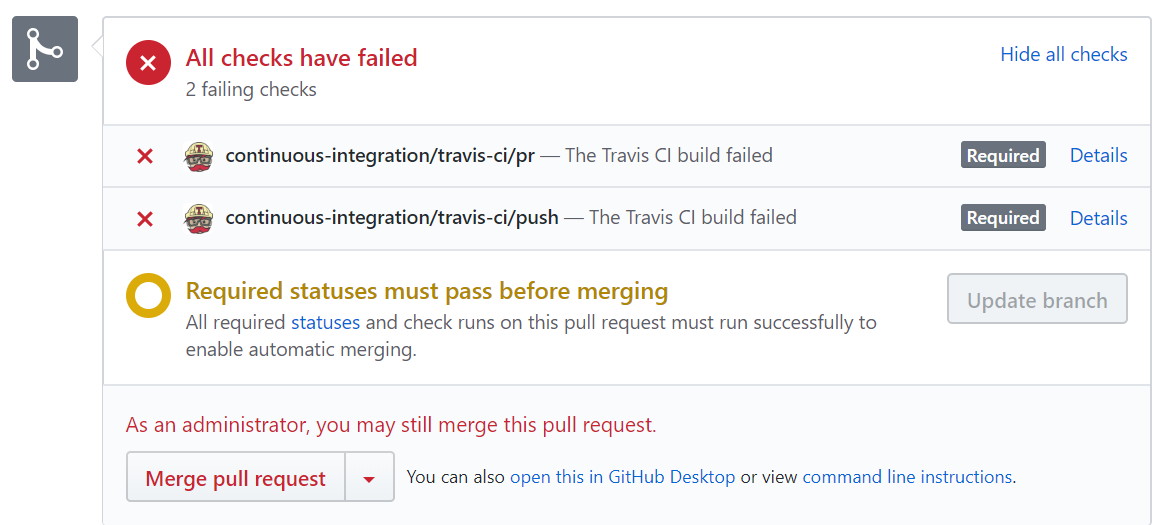 All checks have failed
Hide all checks
2 failing checks
continuous-integration/travis-ci/pr — The Travis CI build failed
Required
Details
continuous-integration/travis-ci/push — The Travis CI build failed
Required
Details
Required statuses must pass before merging
Update branch
All required statuses and check runs on this pull request must run successfully to
enable automatic merging.
As an administrator, you may still merge this pull request.
Merge pull request
You can also open this in GitHub Desktop or view command line instructions.